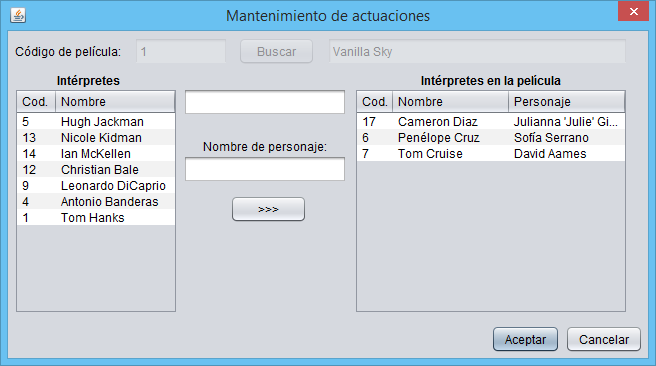 Mantenimiento de actuaciones
Código de película: 1 Buscar Vanilla Sky
Intérpretes
Cod. Nombre
5 Hugh Jackman
13 Nicole Kidman
14 Ian McKellen
12 Christian Bale
9 Leonardo DiCaprio
4 Antonio Banderas
1 Tom Hanks
Nombre de personaje:
>>>
Intérpretes en la película
Cod. Nombre Personaje
17 Cameron Diaz Julianna 'Julie' Gi...
6 Penélope Cruz Sofía Serrano
7 Tom Cruise David Aames
Aceptar Cancelar